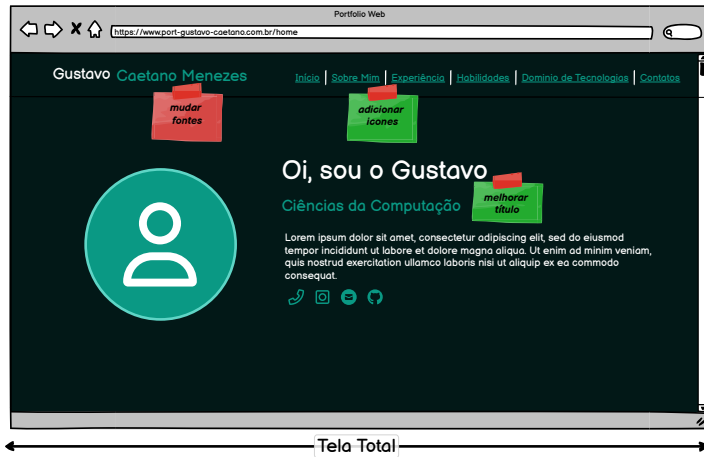 Portfolio Web
https://www.port-gustavo-caetano.com.br/home
Gustavo Caetano Menezes
Início | Sobre Mim | Experiência | Habilidades | Dominio de Tecnologias | Contatos
mudar
fontes
adicionar
icones
Oi, sou o Gustavo
melhorar
título
Ciências da Computação
Lorem ipsum dolor sit amet, consectetur adipiscing elit, sed do eiusmod
tempor incididunt ut labore et dolore magna aliqua. Ut enim ad minim veniam,
quis nostrud exercitation ullamco laboris nisi ut aliquip ex ea commodo
consequat.
Tela Total